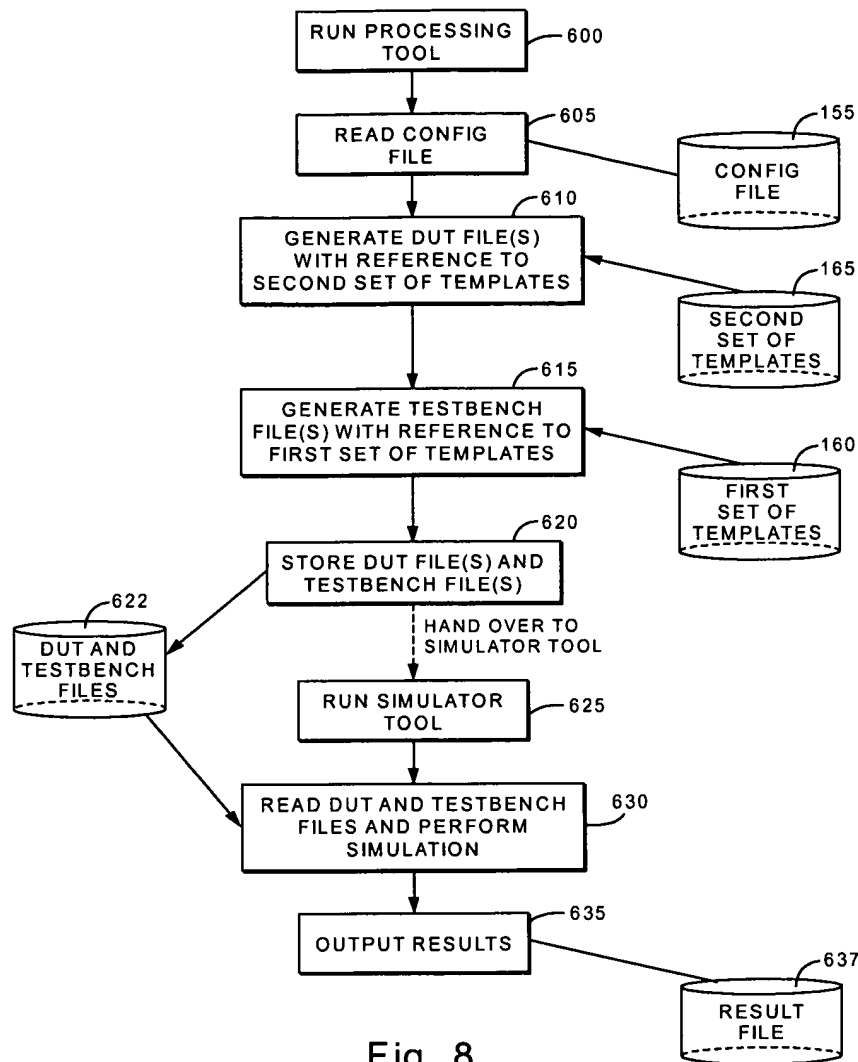 RUN PROCESSING
TOOL
600
605
READ CONFIG
FILE
155
CONFIG
FILE
610
GENERATE DUT FILE(S)
WITH REFERENCE TO
SECOND SET OF TEMPLATES
165
SECOND
SET OF
TEMPLATES
615
GENERATE TESTBENCH
FILE(S) WITH REFERENCE TO
FIRST SET OF TEMPLATES
160
FIRST
SET OF
TEMPLATES
620
STORE DUT FILE(S) AND
TESTBENCH FILE(S)
622
DUT AND
TESTBENCH
FILES
HAND OVER TO
SIMULATOR TOOL
RUN SIMULATOR
TOOL
625
READ DUT AND TESTBENCH
FILES AND PERFORM
SIMULATION
630
635
OUTPUT RESULTS
637
RESULT
FILE
Fig. 8